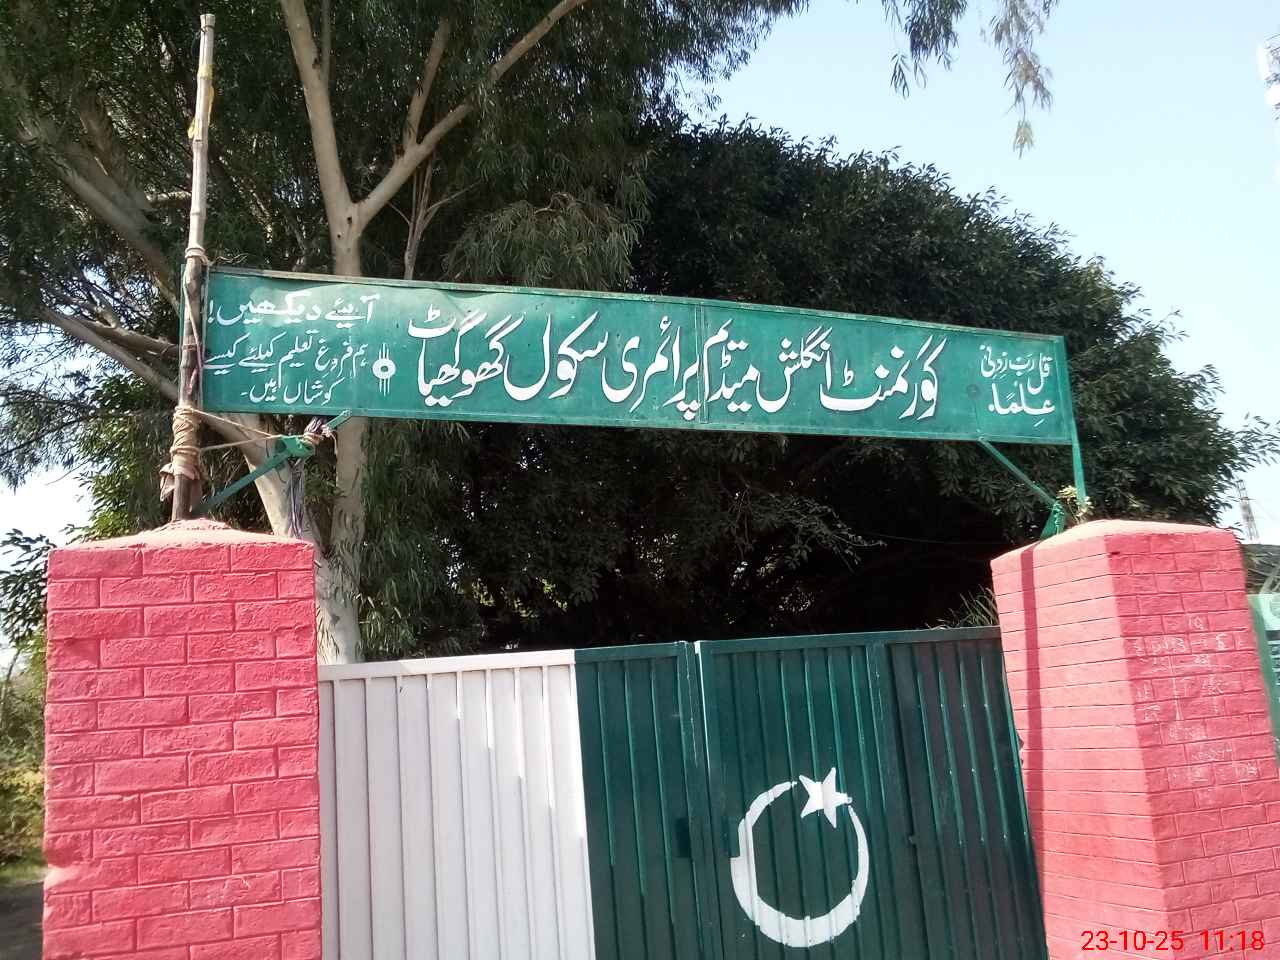 قل رب زدنی
علماً۔
گورنمنٹ انگلش میڈیم پرائمری سکول گھوگھیاٹ
آیئے دیکھیں!
ہم فروغ تعلیم کیلئے کیسے
کوشاں ہیں۔
23-10-25 11:18